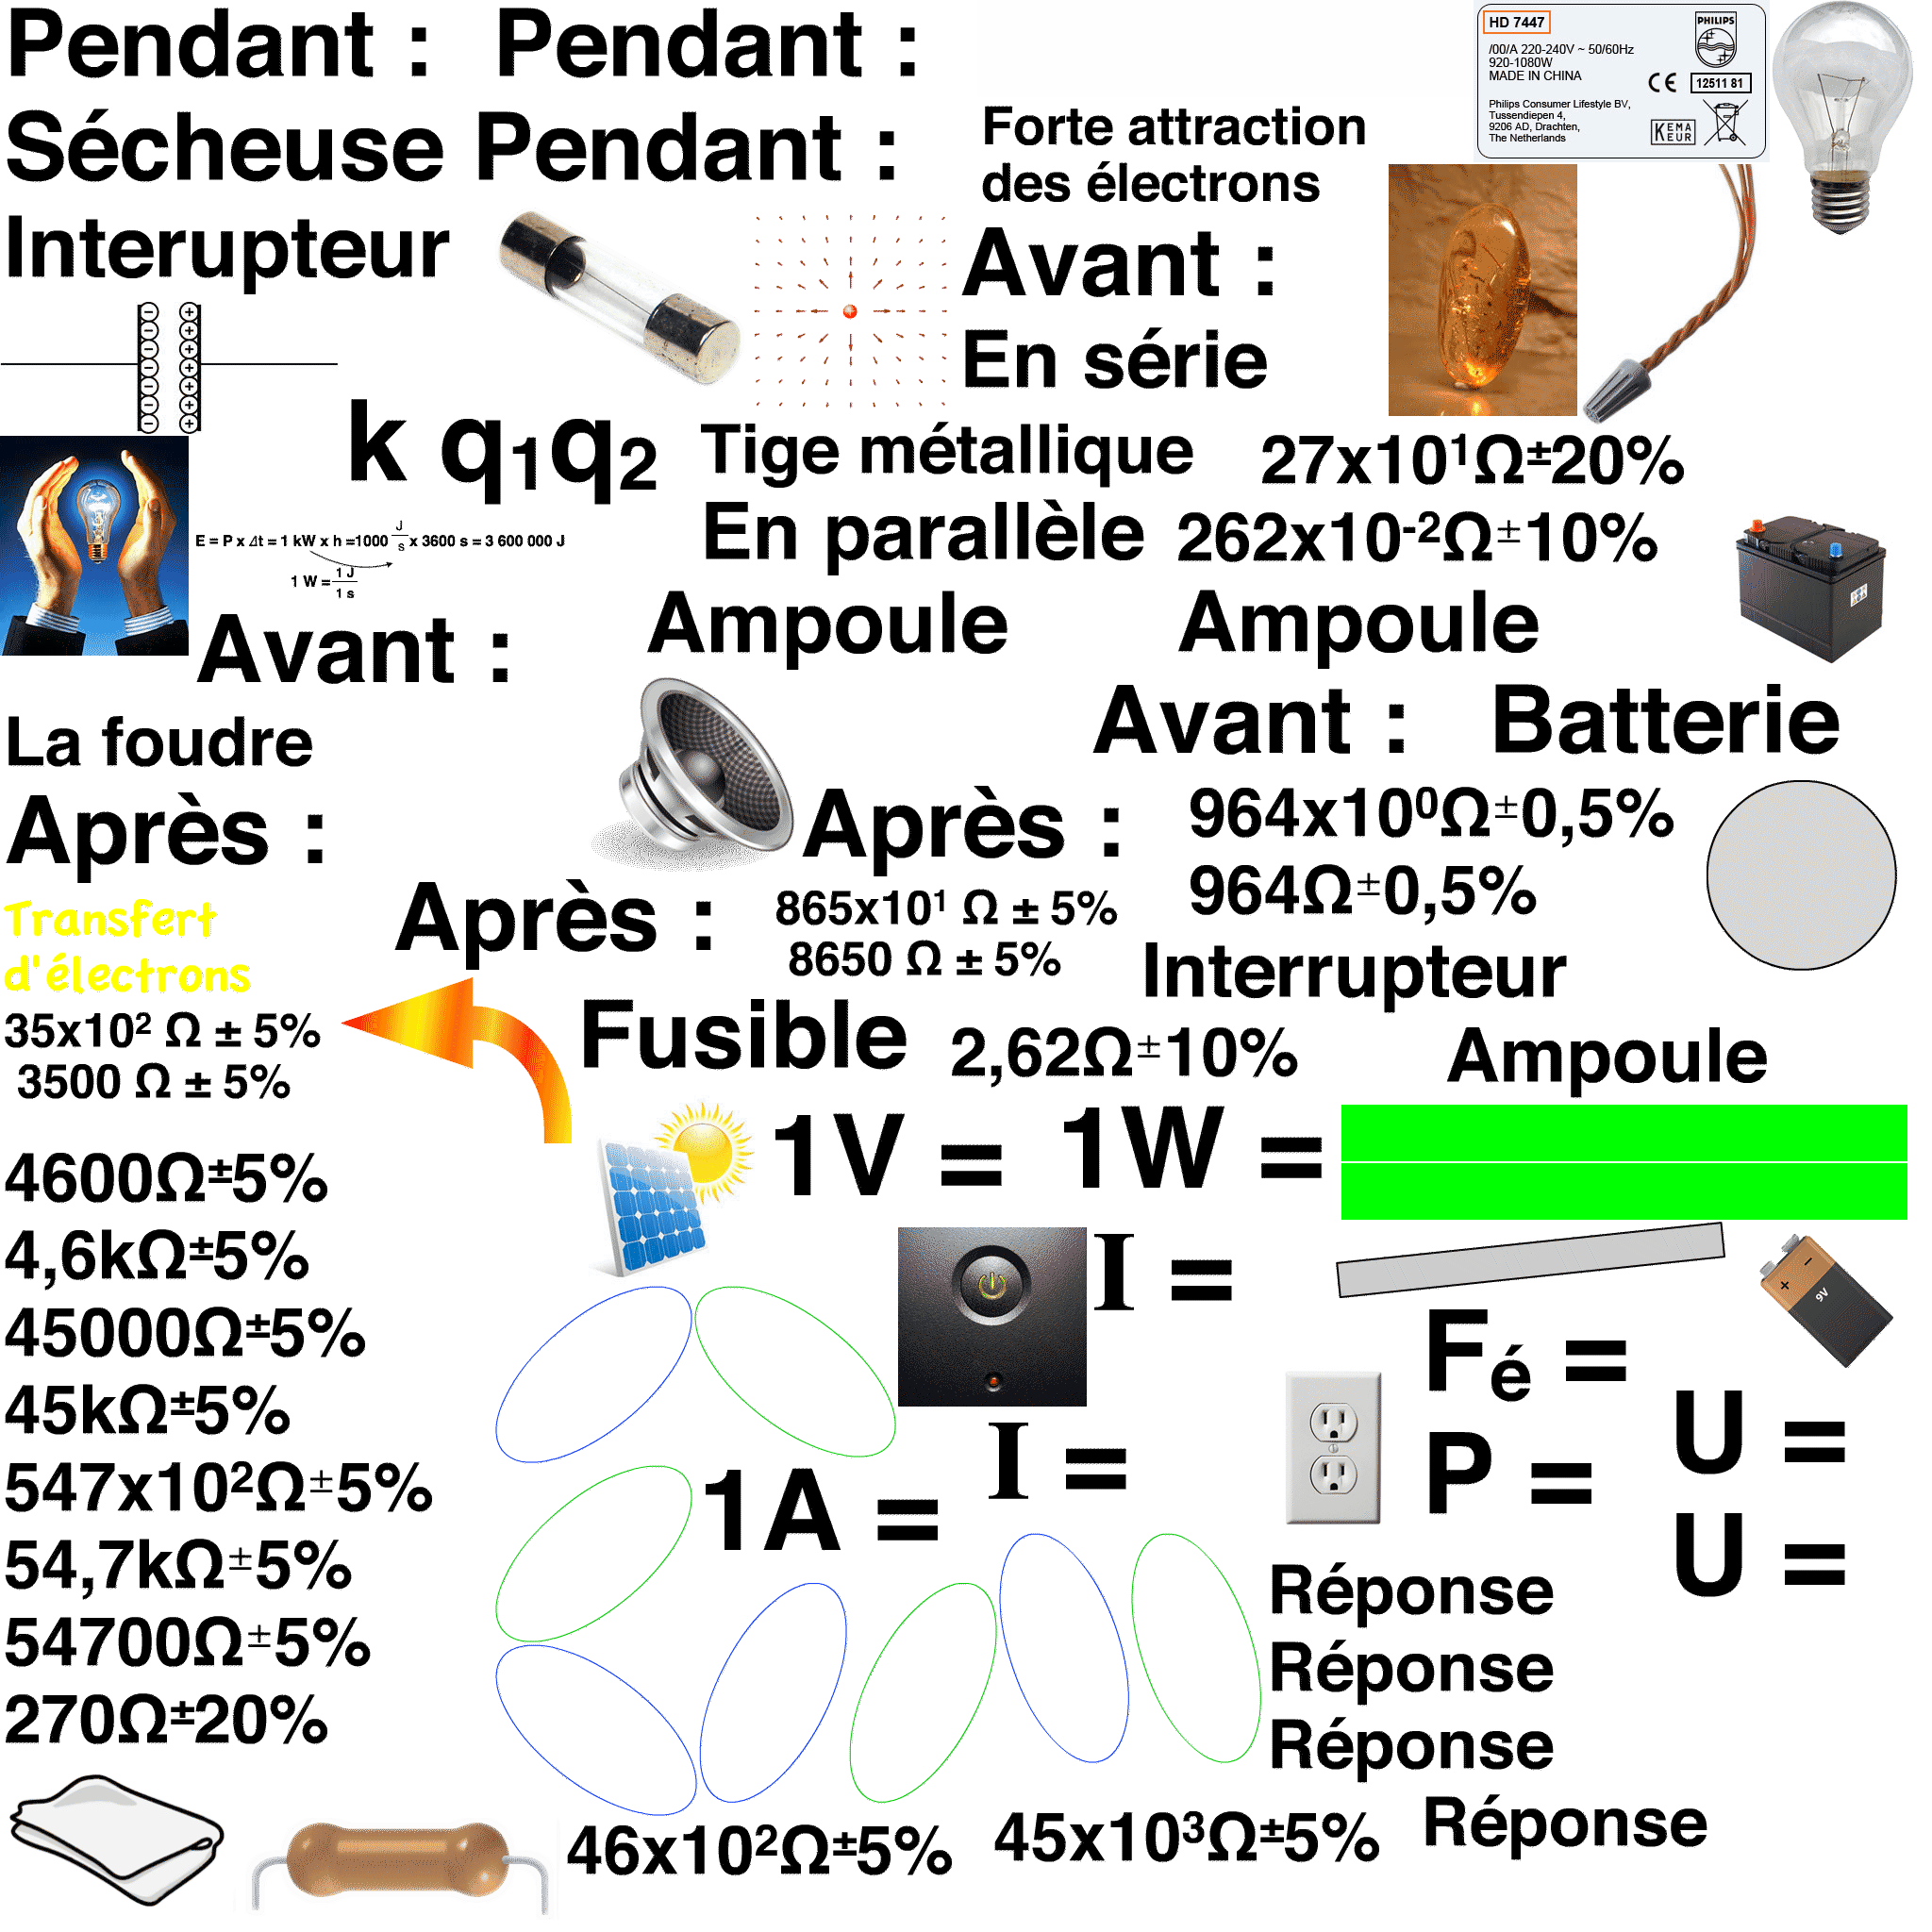 Pendant :
Pendant :
HD 7447
PHILIPS
/00/A 220-240V ~ 50/60Hz
920-1080W
MADE IN CHINA
CE
12511 81
Philips Consumer Lifestyle BV,
Tussendiepen 4,
9206 AD, Drachten,
The Netherlands
KEMA
KEUR
Sécheuse
Pendant :
Forte attraction
des électrons
Interupteur
Avant :
En série
k q₁q₂
Tige métallique
27x10¹Ω±20%
E = P x Δt = 1 kW x h =1000 J/s x 3600 s = 3 600 000 J
1 W = 1 J/1 s
En parallèle
262x10⁻²Ω±10%
Avant :
Ampoule
Ampoule
La foudre
Avant :
Batterie
Après :
Après :
964x10⁰Ω±0,5%
Transfert
d'électrons
Après :
865x10¹ Ω ± 5%
8650 Ω ± 5%
964Ω±0,5%
Interrupteur
35x10² Ω ± 5%
3500 Ω ± 5%
Fusible
2,62Ω±10%
Ampoule
1V =
1W =
4600Ω±5%
4,6kΩ±5%
I =
+ -
9V
45000Ω±5%
Fé =
45kΩ±5%
U =
547x10²Ω±5%
1A =
I =
P =
54,7kΩ±5%
U =
Réponse
54700Ω±5%
Réponse
270Ω±20%
Réponse
46x10²Ω±5%
45x10³Ω±5%
Réponse